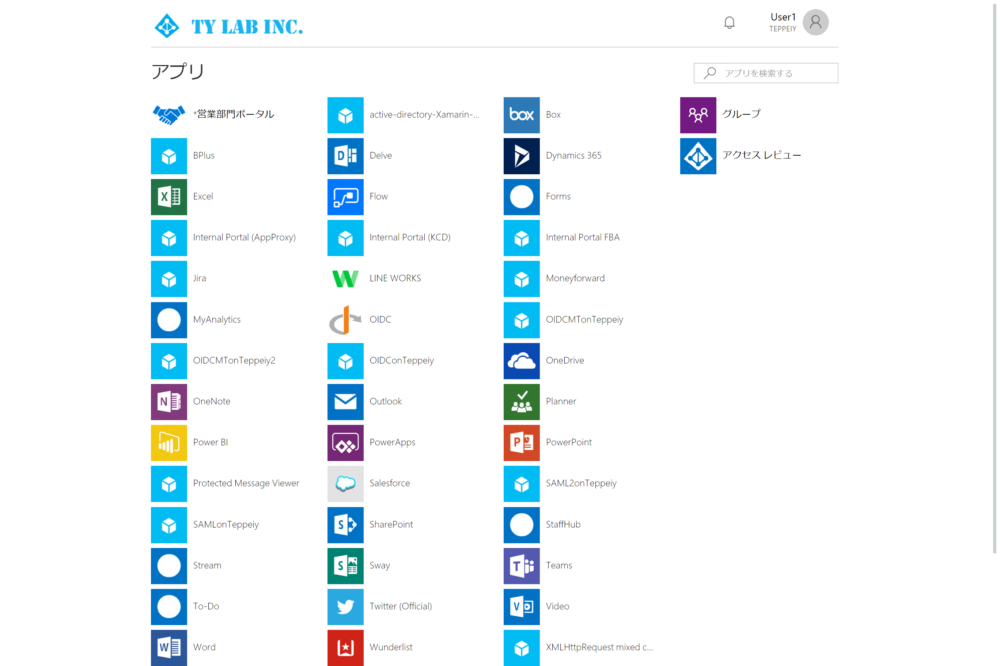 TY LAB INC.
User1
TEPPEIY
アプリ
アプリを検索する
*営業部門ポータル
active-directory-Xamarin-...
box
Box
グループ
BPlus
D
Delve
Dynamics 365
アクセス レビュー
X
Excel
Flow
Forms
Internal Portal (AppProxy)
Internal Portal (KCD)
Internal Portal FBA
Jira
LINE WORKS
Moneyforward
MyAnalytics
OIDC
OIDCMTonTeppeiy
OIDCMTonTeppeiy2
OIDConTeppeiy
OneDrive
N
OneNote
Outlook
Planner
Power BI
PowerApps
P
PowerPoint
Protected Message Viewer
Salesforce
SAML2onTeppeiy
SAMLonTeppeiy
S
SharePoint
StaffHub
Stream
S
Sway
T
Teams
To-Do
Twitter (Official)
V
Video
W
Word
Wunderlist
XMLHttpRequest mixed c...